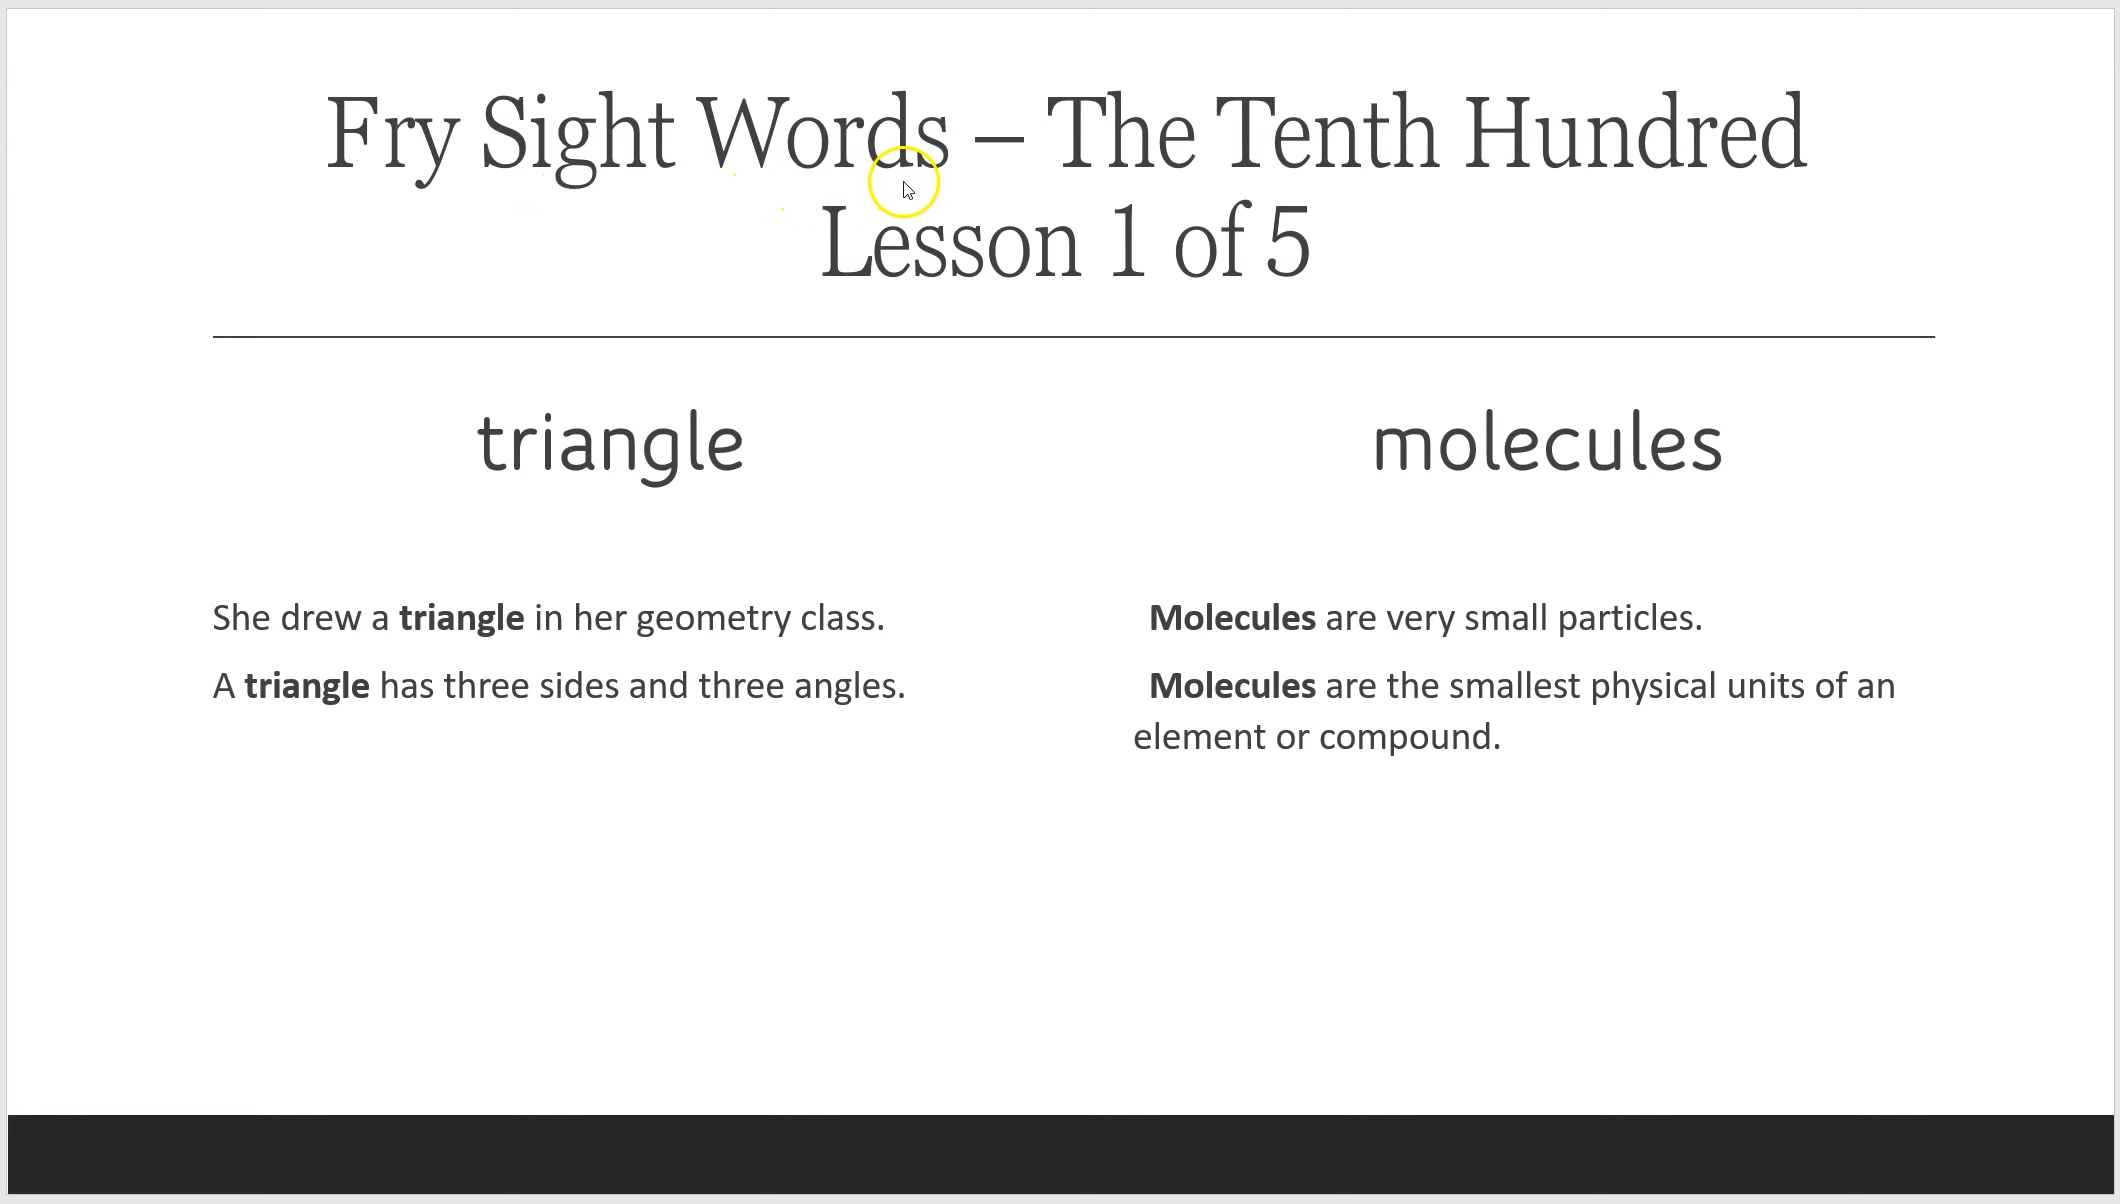 Fry Sight Words – The Tenth Hundred
Lesson 1 of 5
triangle
molecules
She drew a triangle in her geometry class.
A triangle has three sides and three angles.
Molecules are very small particles.
Molecules are the smallest physical units of an
element or compound.